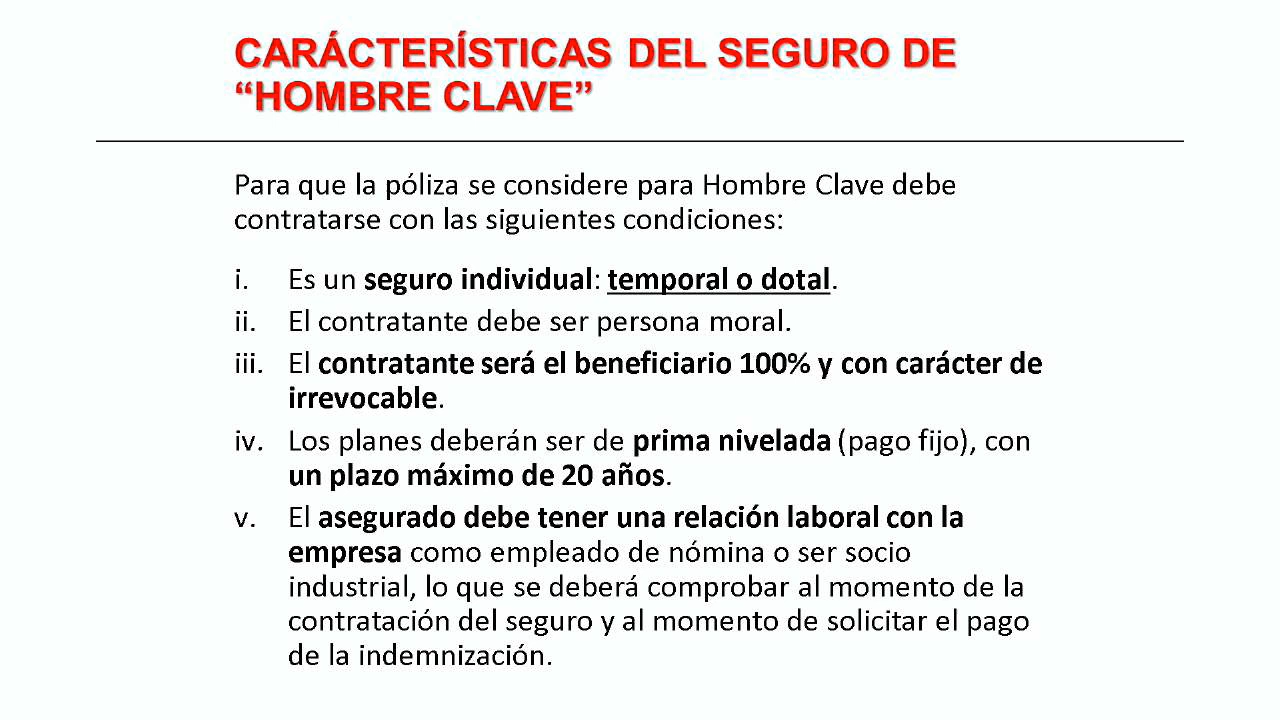 CARÁCTERÍSTICAS DEL SEGURO DE
“HOMBRE CLAVE”
Para que la póliza se considere para Hombre Clave debe
contratarse con las siguientes condiciones:
i. Es un seguro individual: temporal o dotal.
ii. El contratante debe ser persona moral.
iii. El contratante será el beneficiario 100% y con carácter de
irrevocable.
iv. Los planes deberán ser de prima nivelada (pago fijo), con
un plazo máximo de 20 años.
v. El asegurado debe tener una relación laboral con la
empresa como empleado de nómina o ser socio
industrial, lo que se deberá comprobar al momento de la
contratación del seguro y al momento de solicitar el pago
de la indemnización.